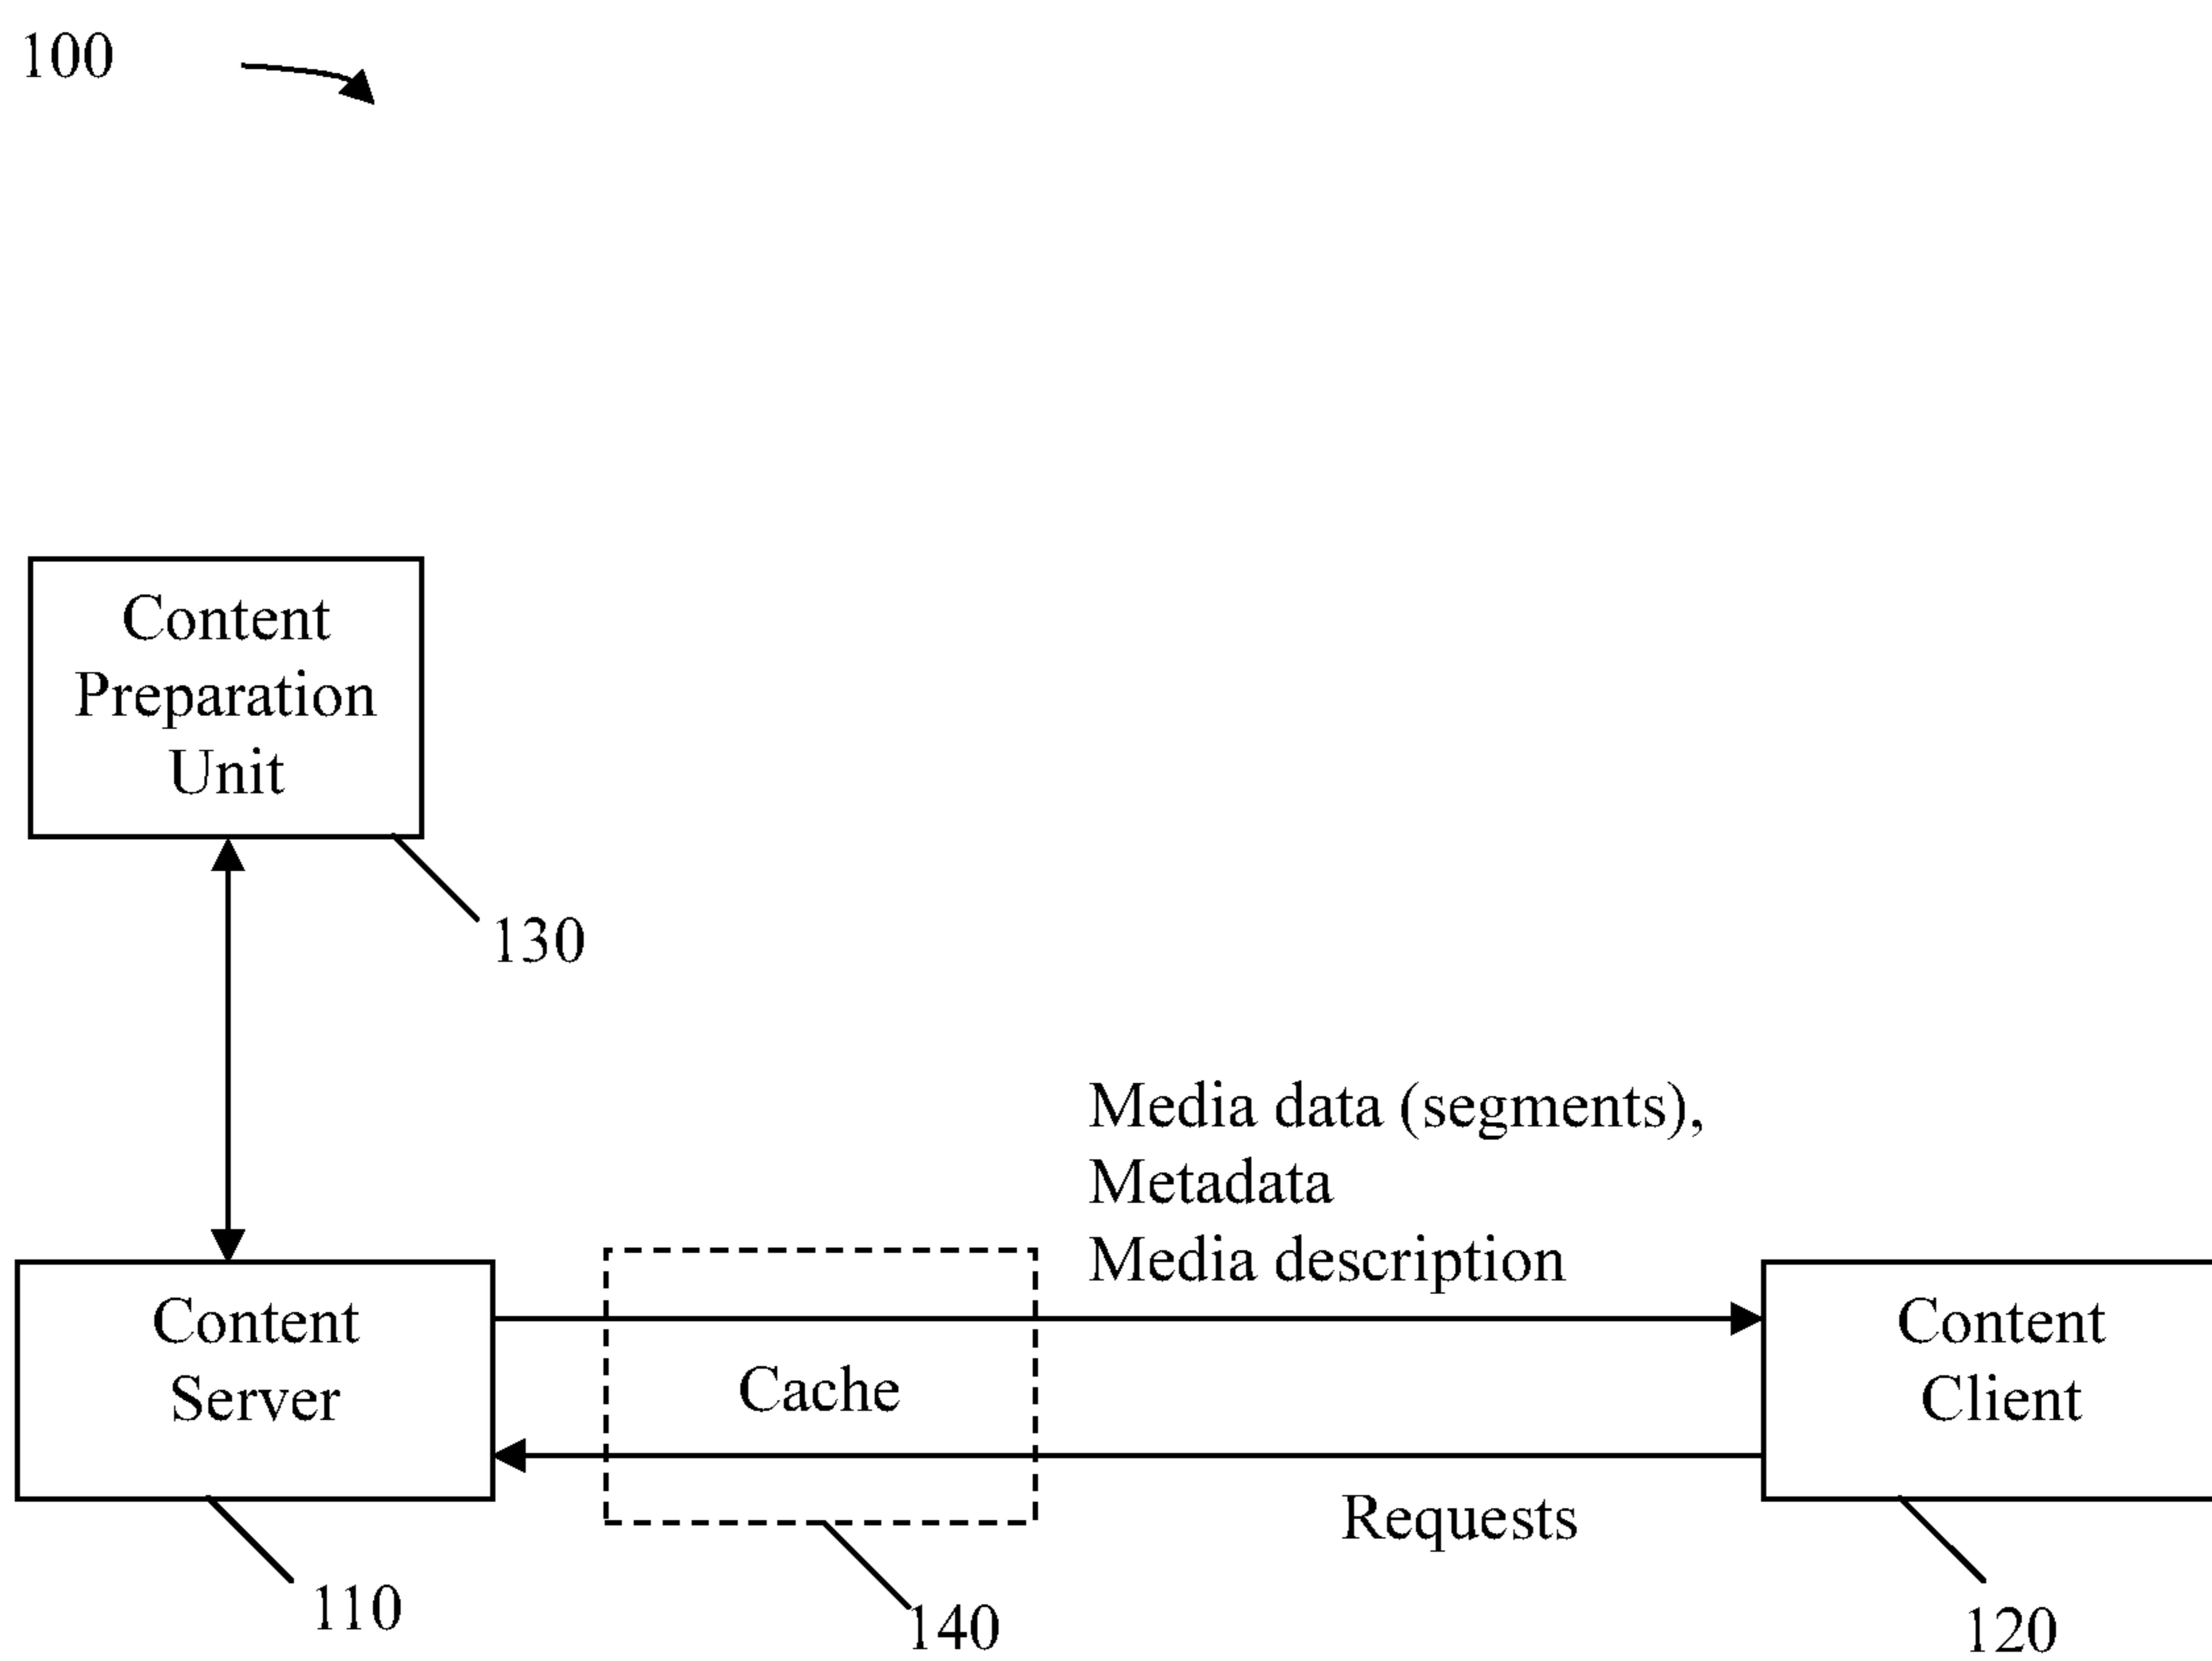 100
Content
Preparation
Unit
130
Media data (segments),
Metadata
Media description
Content
Server
Cache
Content
Client
Requests
110
140
120